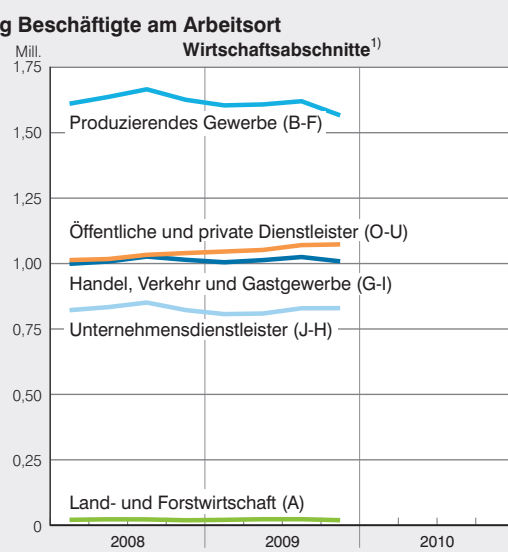 g Beschäftigte am Arbeitsort
Mill.
Wirtschaftsabschnitte1)
1,75
Produzierendes Gewerbe (B-F)
1,50
1,25
Öffentliche und private Dienstleister (O-U)
1,00
Handel, Verkehr und Gastgewerbe (G-I)
0,75
Unternehmensdienstleister (J-H)
0,50
0,25
Land- und Forstwirtschaft (A)
0
2008 2009 2010